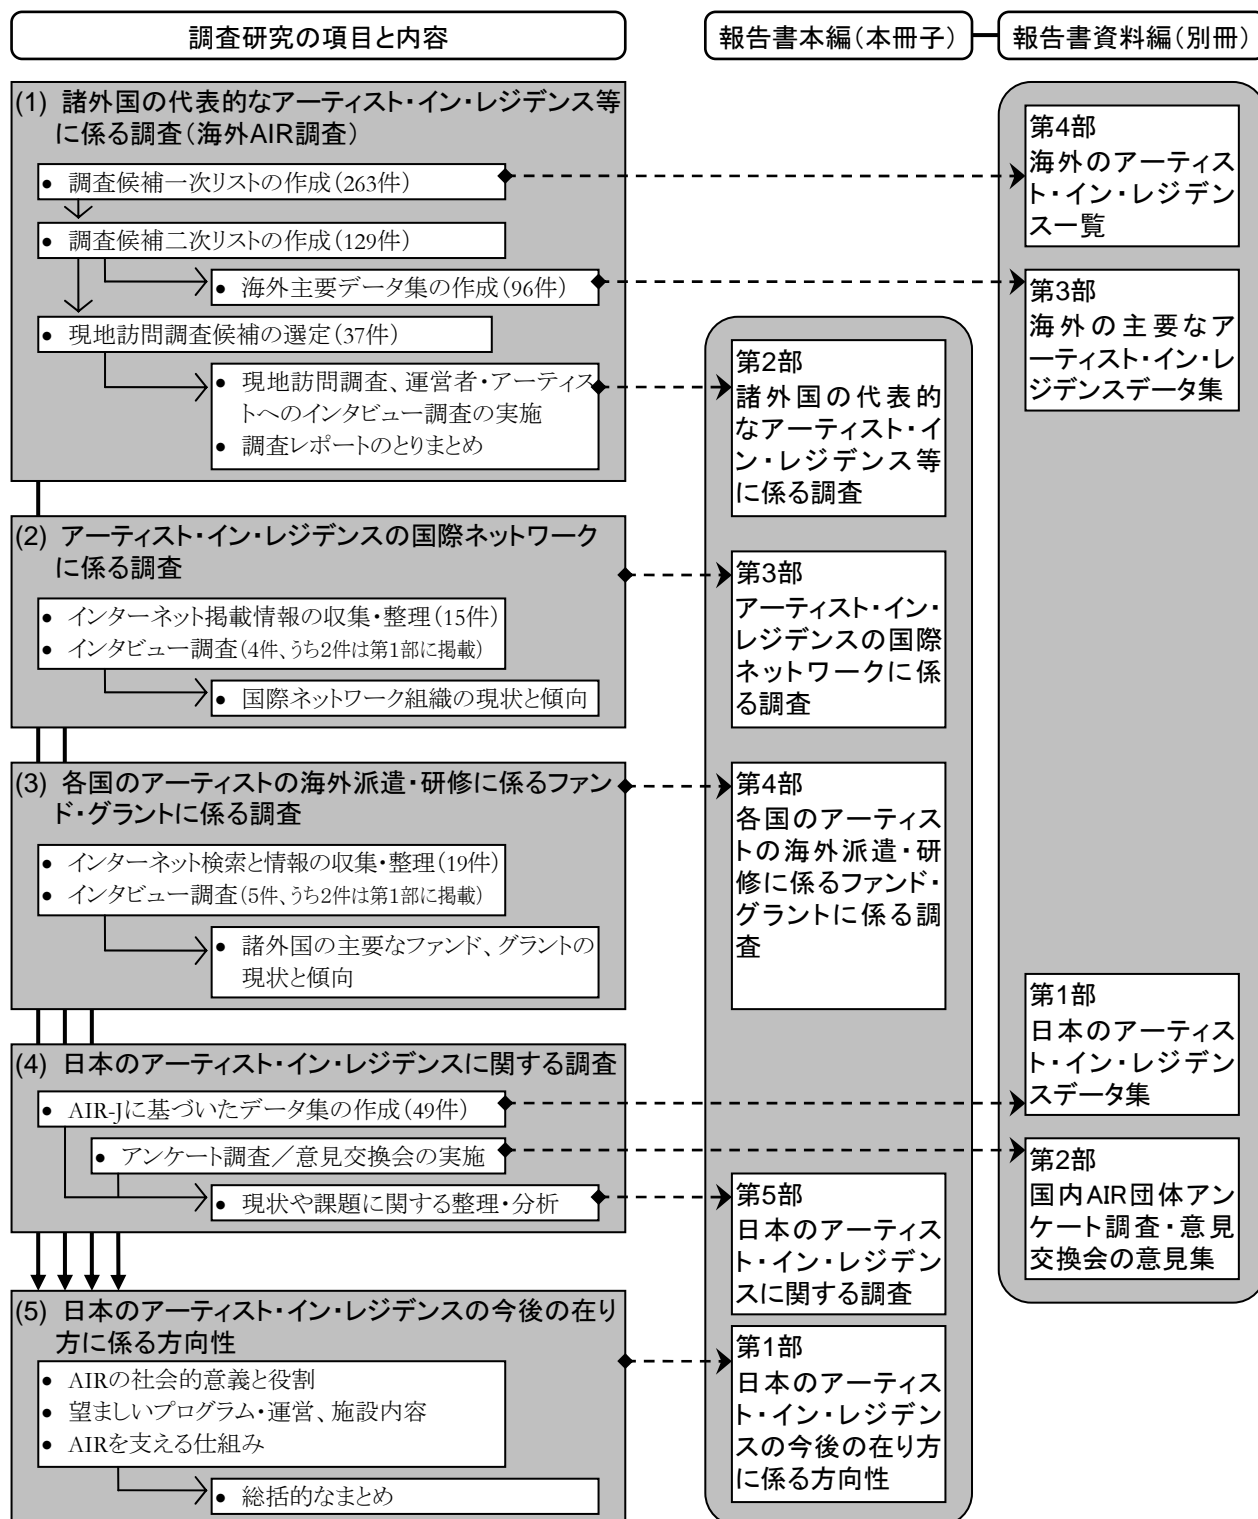 調査研究の項目と内容
報告書本編(本冊子)
報告書資料編(別冊)
(1) 諸外国の代表的なアーティスト・イン・レジデンス等
に係る調査(海外AIR調査)
• 調査候補一次リストの作成(263件)
• 調査候補二次リストの作成(129件)
• 海外主要データ集の作成(96件)
• 現地訪問調査候補の選定(37件)
• 現地訪問調査、運営者・アーティス
トへのインタビュー調査の実施
• 調査レポートのとりまとめ
(2) アーティスト・イン・レジデンスの国際ネットワーク
に係る調査
• インターネット掲載情報の収集・整理(15件)
• インタビュー調査(4件、うち2件は第1部に掲載)
• 国際ネットワーク組織の現状と傾向
(3) 各国のアーティストの海外派遣・研修に係るファン
ド・グラントに係る調査
• インターネット検索と情報の収集・整理(19件)
• インタビュー調査(5件、うち2件は第1部に掲載)
• 諸外国の主要なファンド、グラントの
現状と傾向
(4) 日本のアーティスト・イン・レジデンスに関する調査
• AIR-Jに基づいたデータ集の作成(49件)
• アンケート調査/意見交換会の実施
• 現状や課題に関する整理・分析
(5) 日本のアーティスト・イン・レジデンスの今後の在り
方に係る方向性
• AIRの社会的意義と役割
• 望ましいプログラム・運営、施設内容
• AIRを支える仕組み
• 総括的なまとめ
第2部
諸外国の代表的
なアーティスト・イ
ン・レジデンス等
に係る調査
第3部
アーティスト・イン・
レジデンスの国際
ネットワークに係
る調査
第4部
各国のアーティス
トの海外派遣・研
修に係るファンド・
グラントに係る調
査
第5部
日本のアーティス
ト・イン・レジデン
スに関する調査
第1部
日本のアーティス
ト・イン・レジデン
スの今後の在り方
に係る方向性
第4部
海外のアーティス
ト・イン・レジデン
ス一覧
第3部
海外の主要なア
ーティスト・イン・レ
ジデンスデータ集
第1部
日本のアーティス
ト・イン・レジデン
スデータ集
第2部
国内AIR団体アン
ケート調査・意見
交換会の意見集